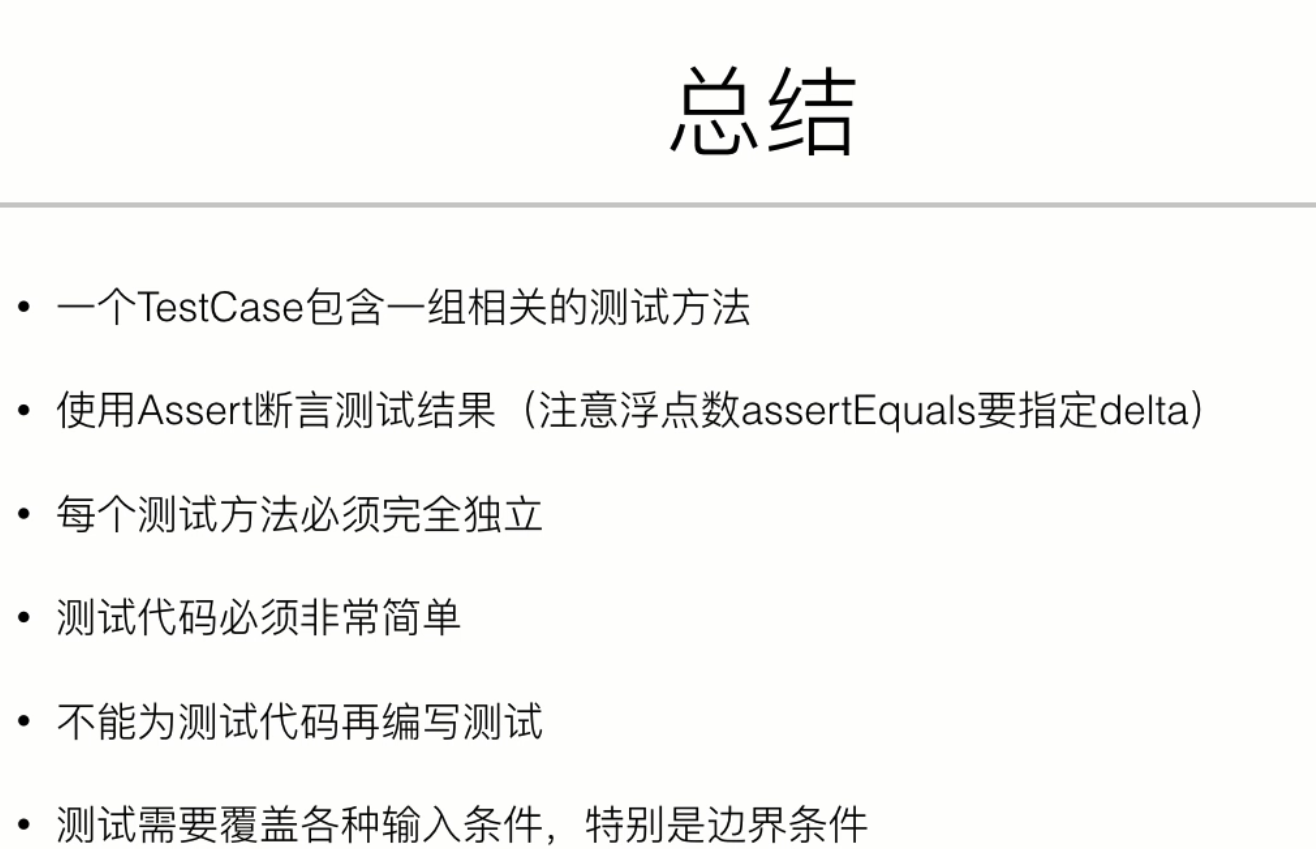 总结
• 一个TestCase包含一组相关的测试方法
• 使用Assert断言测试结果（注意浮点数assertEquals要指定delta）
• 每个测试方法必须完全独立
• 测试代码必须非常简单
• 不能为测试代码再编写测试
• 测试需要覆盖各种输入条件，特别是边界条件